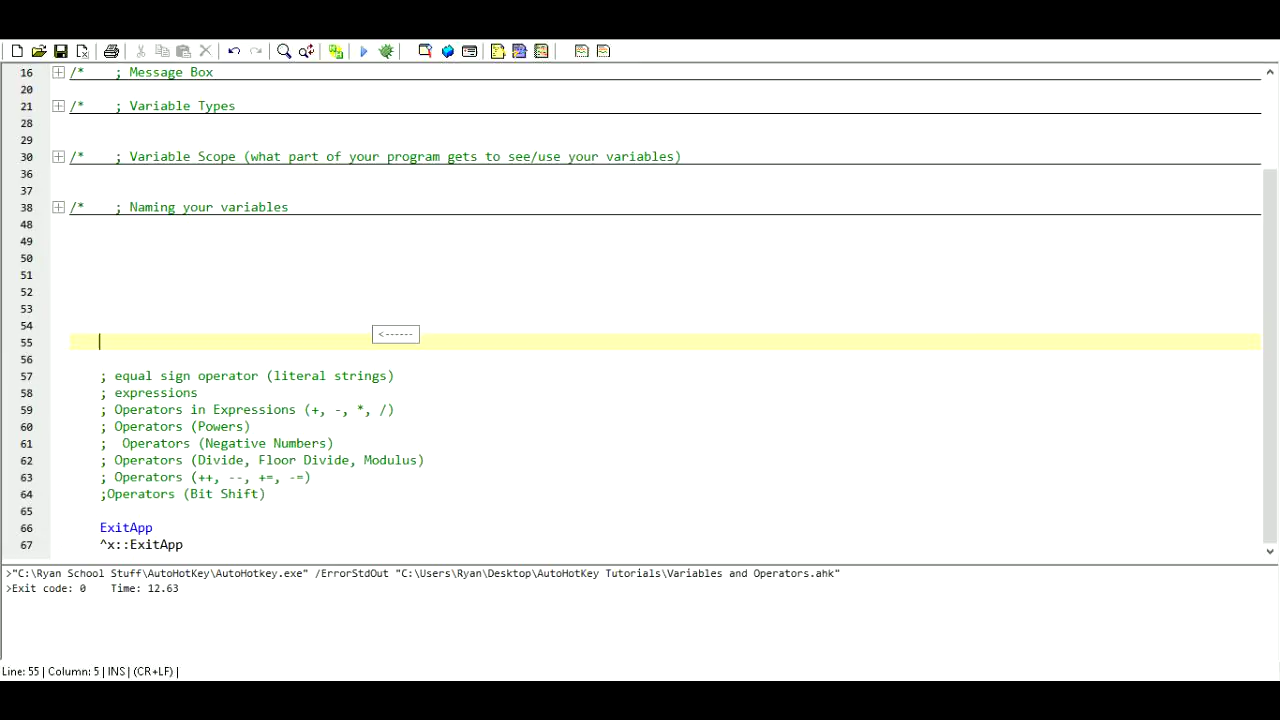 16 /* ; Message Box
20
21 /* ; Variable Types
28
29
30 /* ; Variable Scope (what part of your program gets to see/use your variables)
36
37
38 /* ; Naming your variables
48
49
50
51
52
53
54
<------
55
56
57 ; equal sign operator (literal strings)
58 ; expressions
59 ; Operators in Expressions (+, -, *, /)
60 ; Operators (Powers)
61 ;  Operators (Negative Numbers)
62 ; Operators (Divide, Floor Divide, Modulus)
63 ; Operators (++, --, +=, -=)
64 ;Operators (Bit Shift)
65
66 ExitApp
67 ^x::ExitApp
>"C:\Ryan School Stuff\AutoHotKey\AutoHotkey.exe" /ErrorStdOut "C:\Users\Ryan\Desktop\AutoHotKey Tutorials\Variables and Operators.ahk"
>Exit code: 0    Time: 12.63
Line: 55 | Column: 5 | INS | (CR+LF) |